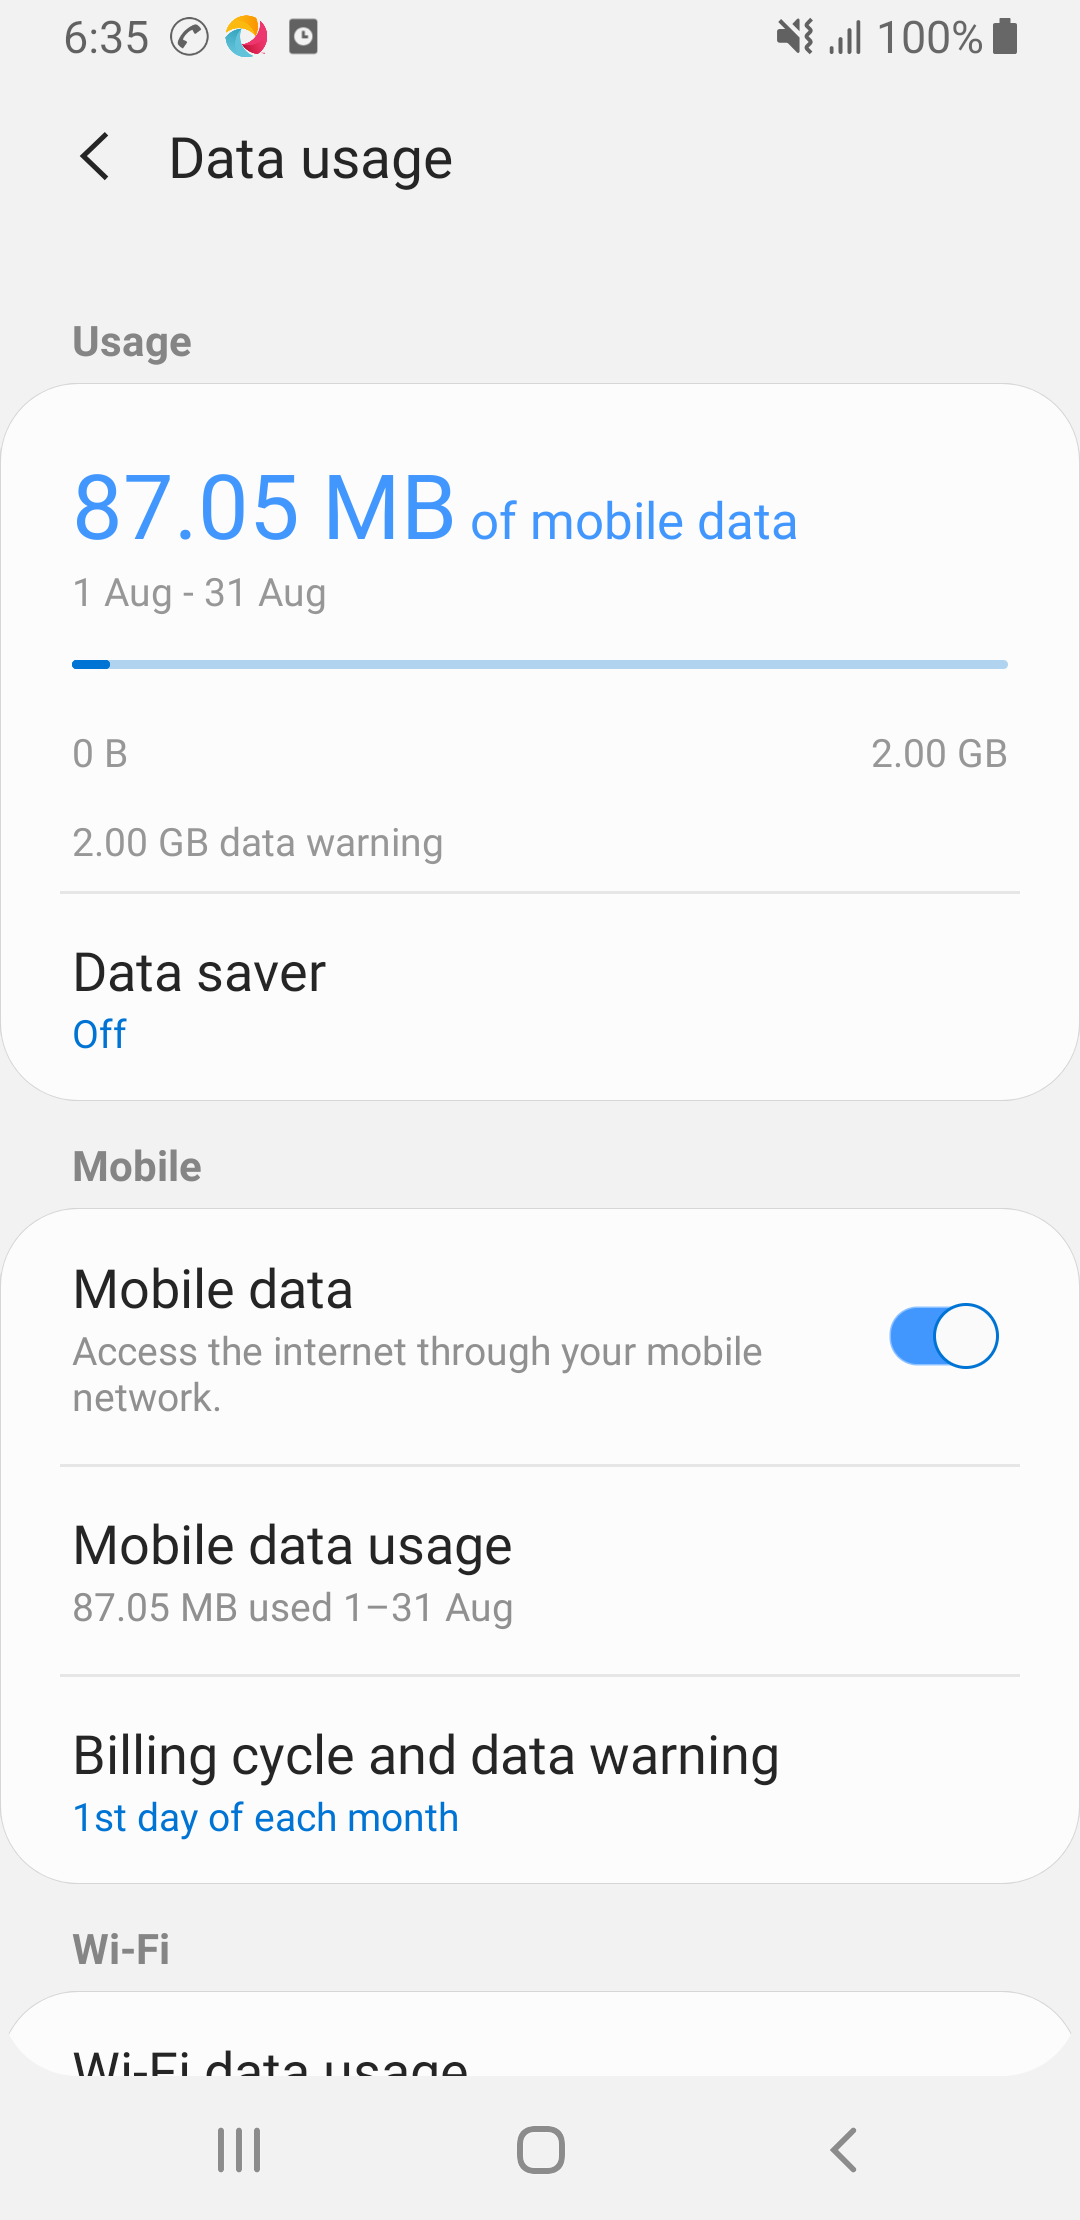 6:35
100%
Data usage
Usage
87.05 MB of mobile data
1 Aug - 31 Aug
0 B
2.00 GB
2.00 GB data warning
Data saver
Off
Mobile
Mobile data
Access the internet through your mobile
network.
Mobile data usage
87.05 MB used 1–31 Aug
Billing cycle and data warning
1st day of each month
Wi-Fi
Wi-Fi data usage